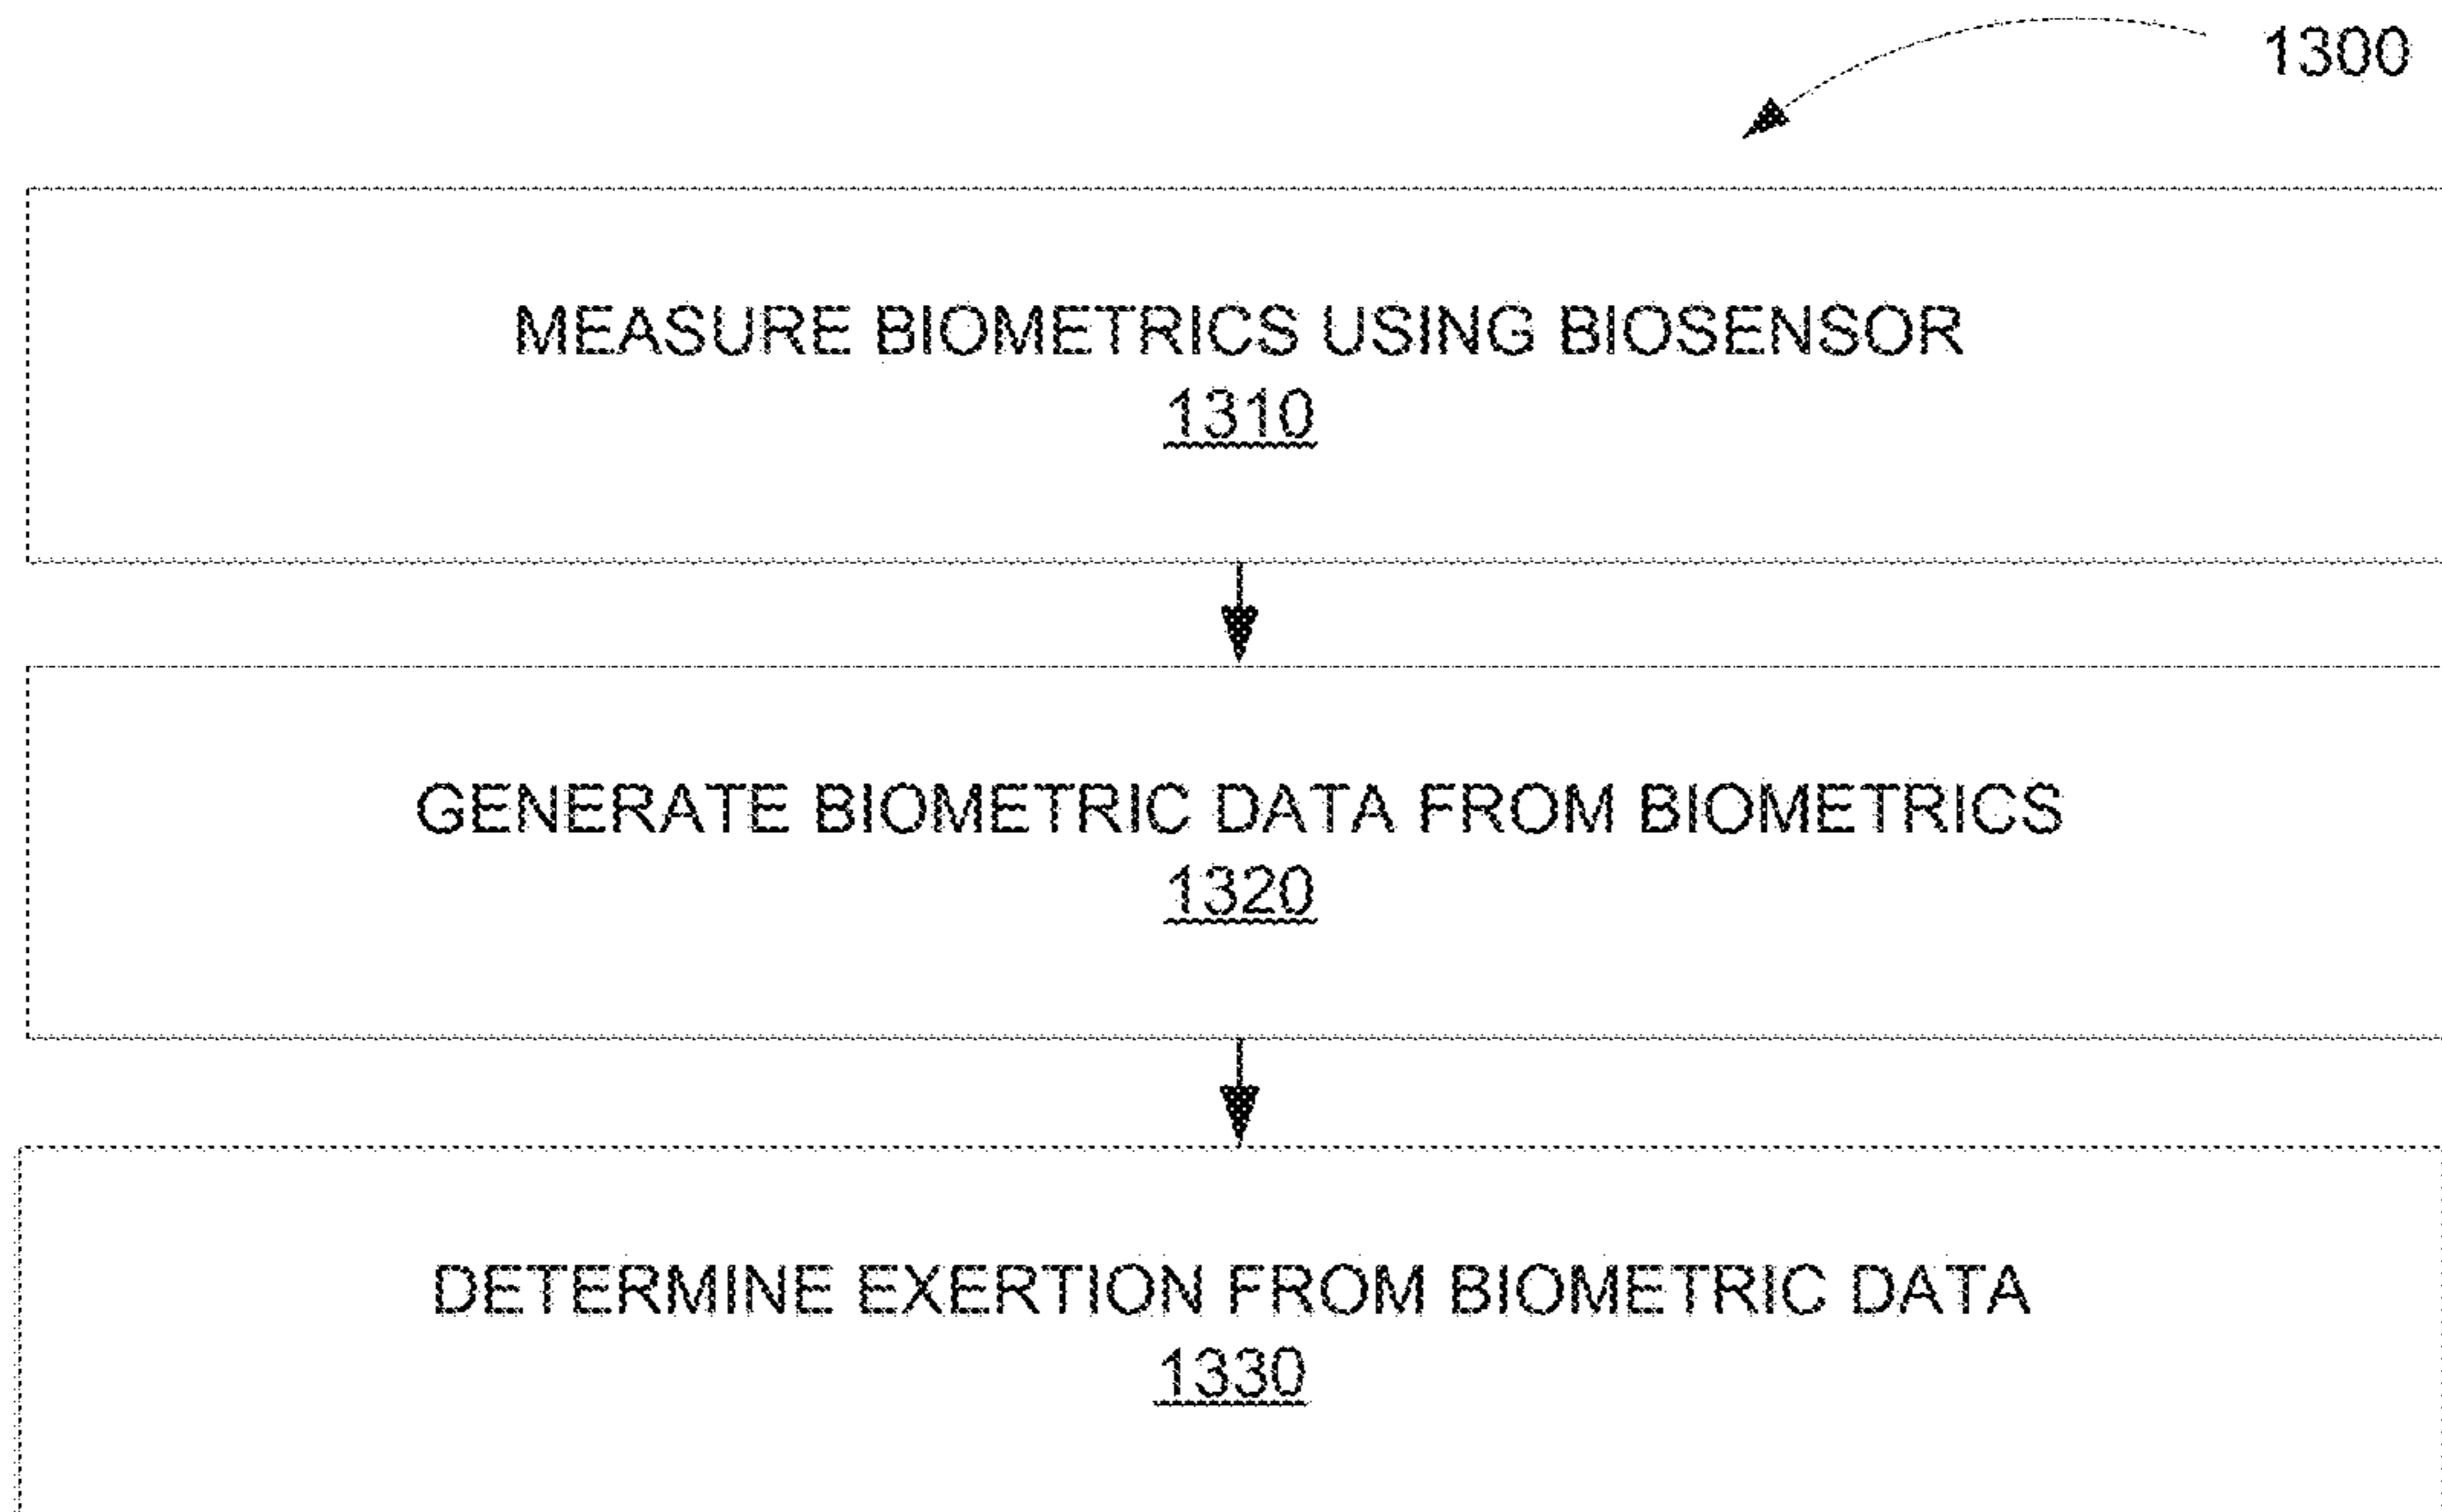 1300
MEASURE BIOMETRICS USING BIOSENSOR
1310
GENERATE BIOMETRIC DATA FROM BIOMETRICS
1320
DETERMINE EXERTION FROM BIOMETRIC DATA
1330